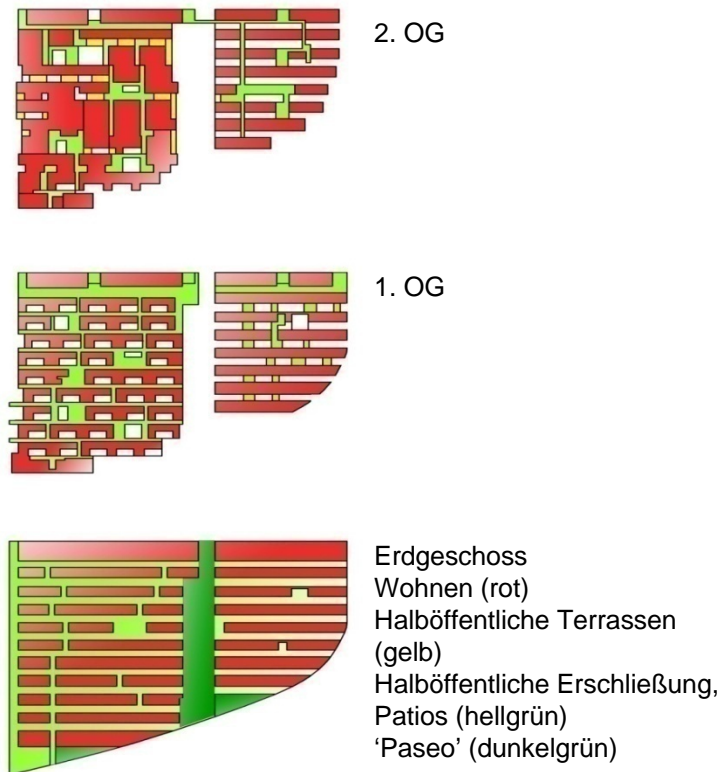 2. OG
1. OG
Erdgeschoss
Wohnen (rot)
Halböffentliche Terrassen
(gelb)
Halböffentliche Erschließung,
Patios (hellgrün)
‘Paseo’ (dunkelgrün)